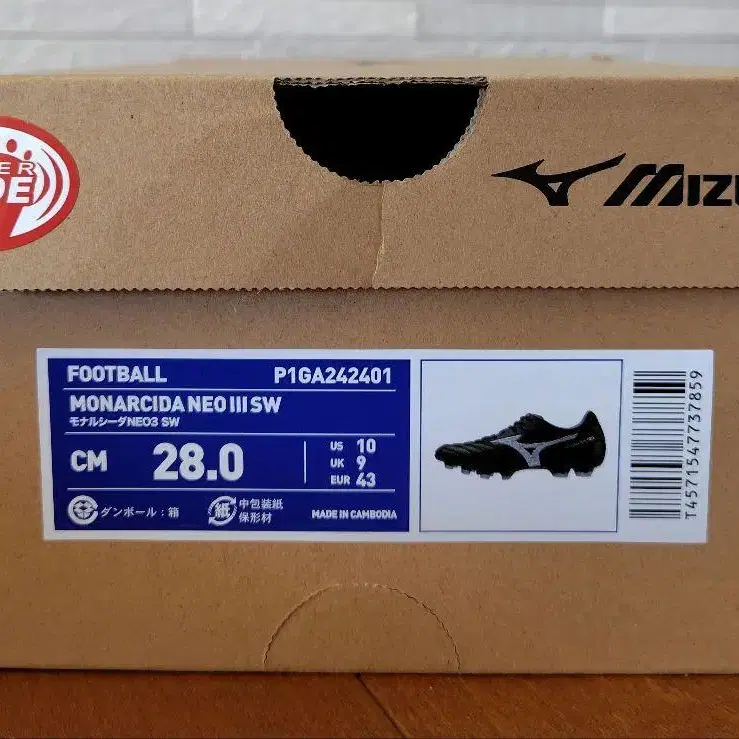 MIZU
FOOTBALL P1GA242401
MONARCIDA NEO III SW
モナルシーダNEO3 SW
CM 28.0
US 10
UK 9
EUR 43
ダンボール：箱
紙 中包装紙
保形材
MADE IN CAMBODIA
T4571547737859